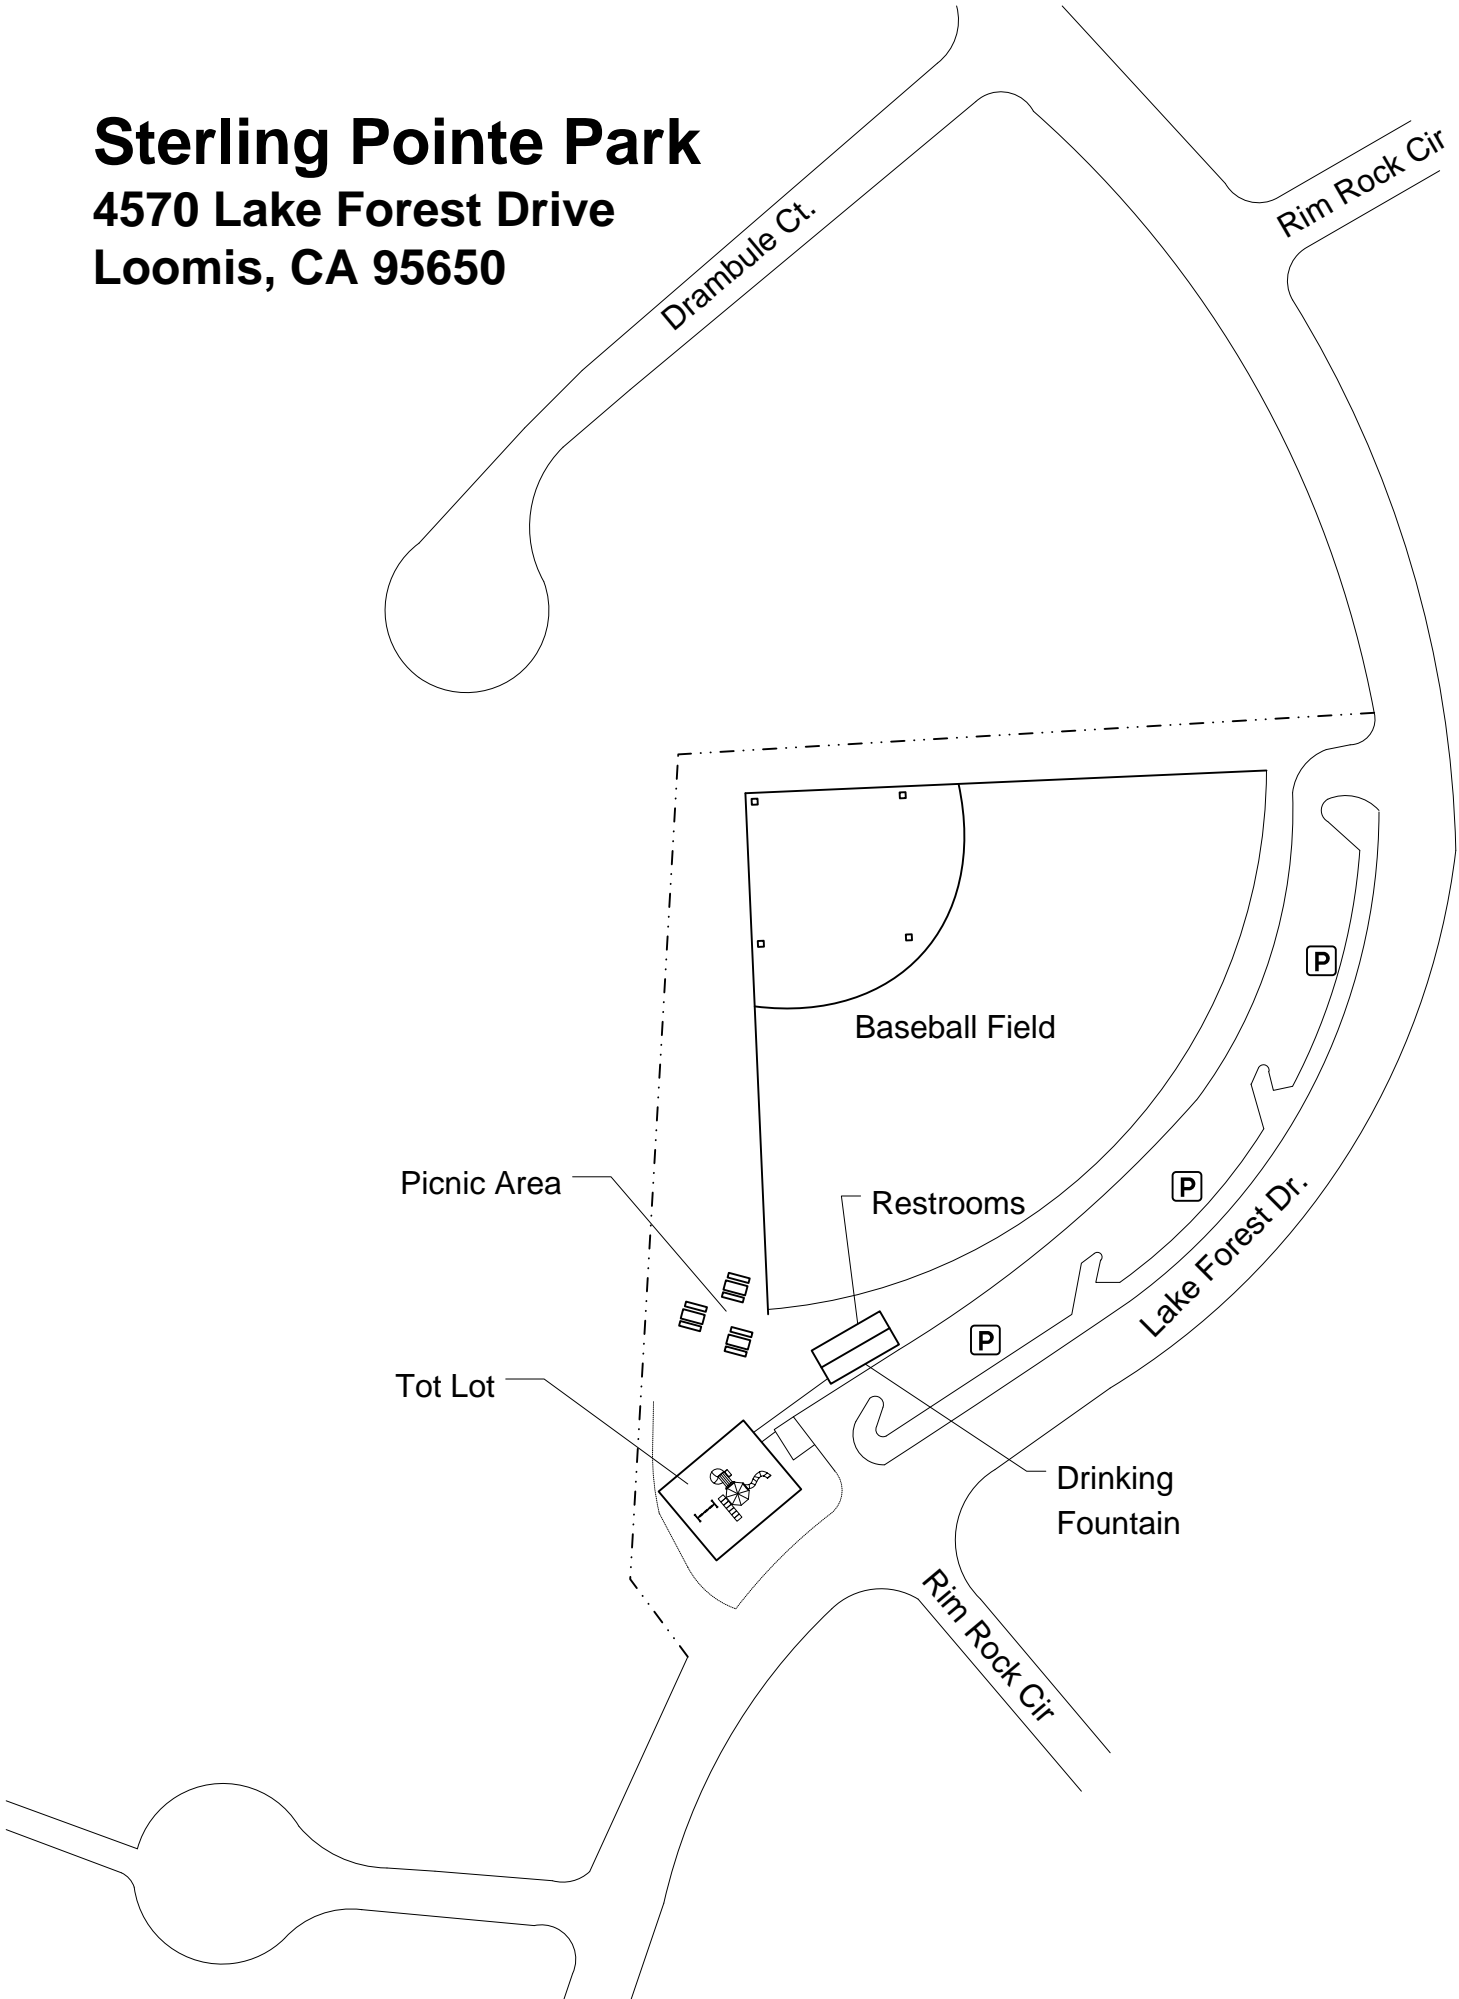 Sterling Pointe Park
4570 Lake Forest Drive
Loomis, CA 95650
Rim Rock Cir
Drambule Ct.
P
Baseball Field
Picnic Area
P
Restrooms
Lake Forest Dr.
P
Tot Lot
Drinking
Fountain
Rim Rock Cir